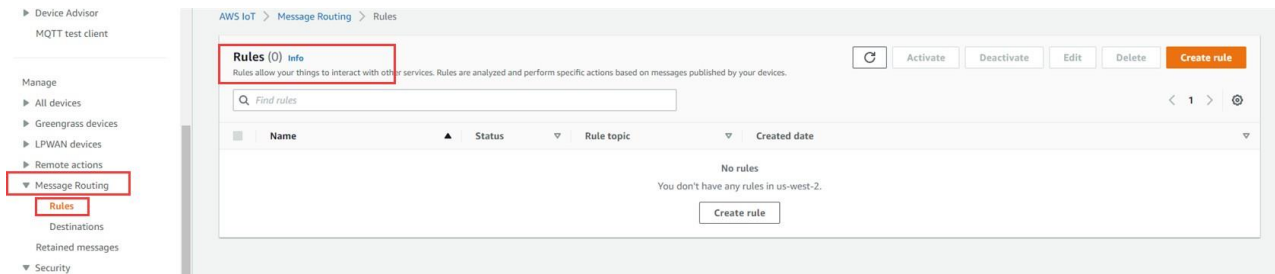 Device Advisor
MQTT test client
Manage
All devices
Greengrass devices
LPWAN devices
Remote actions
Message Routing
Rules
Destinations
Retained messages
Security
AWS IoT > Message Routing > Rules
Rules (0) Info
Rules allow your things to interact with other services. Rules are analyzed and perform specific actions based on messages published by your devices.
Activate Deactivate Edit Delete Create rule
Find rules
< 1 >
Name Status Rule topic Created date
No rules
You don't have any rules in us-west-2.
Create rule